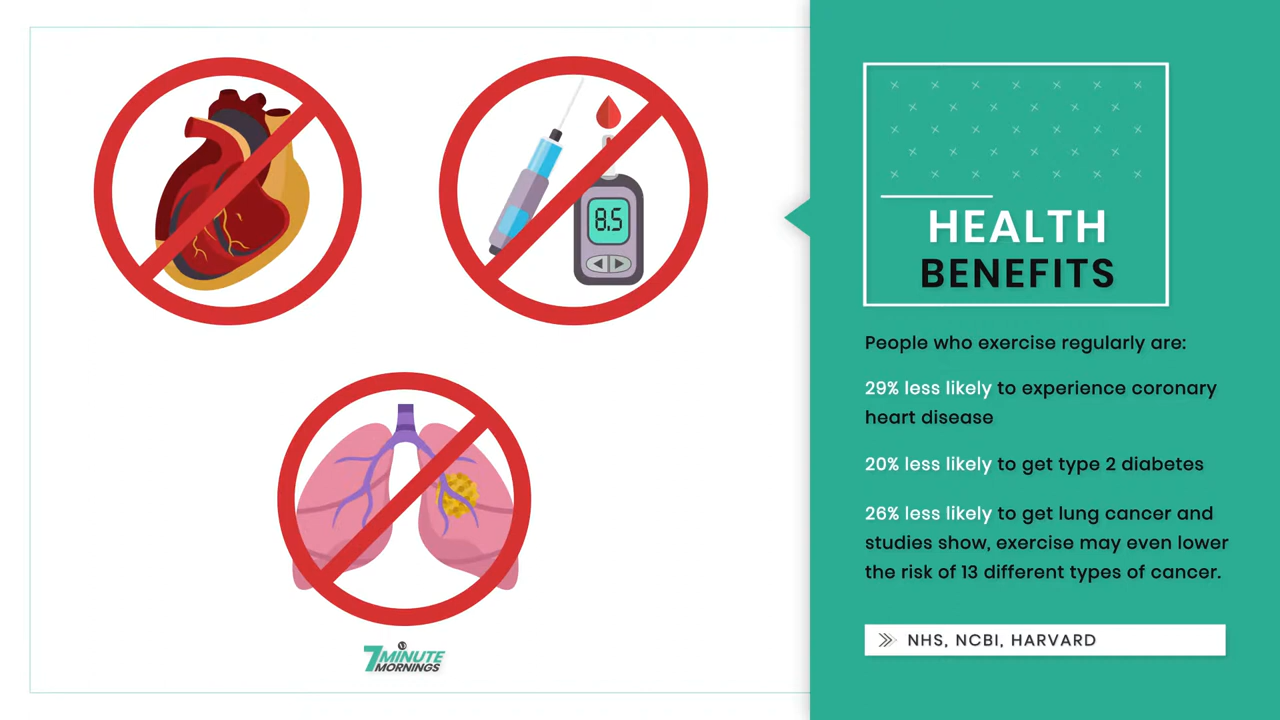 8.5
7 MINUTE
MORNINGS
HEALTH
BENEFITS
People who exercise regularly are:
29% less likely to experience coronary
heart disease
20% less likely to get type 2 diabetes
26% less likely to get lung cancer and
studies show, exercise may even lower
the risk of 13 different types of cancer.
NHS, NCBI, HARVARD